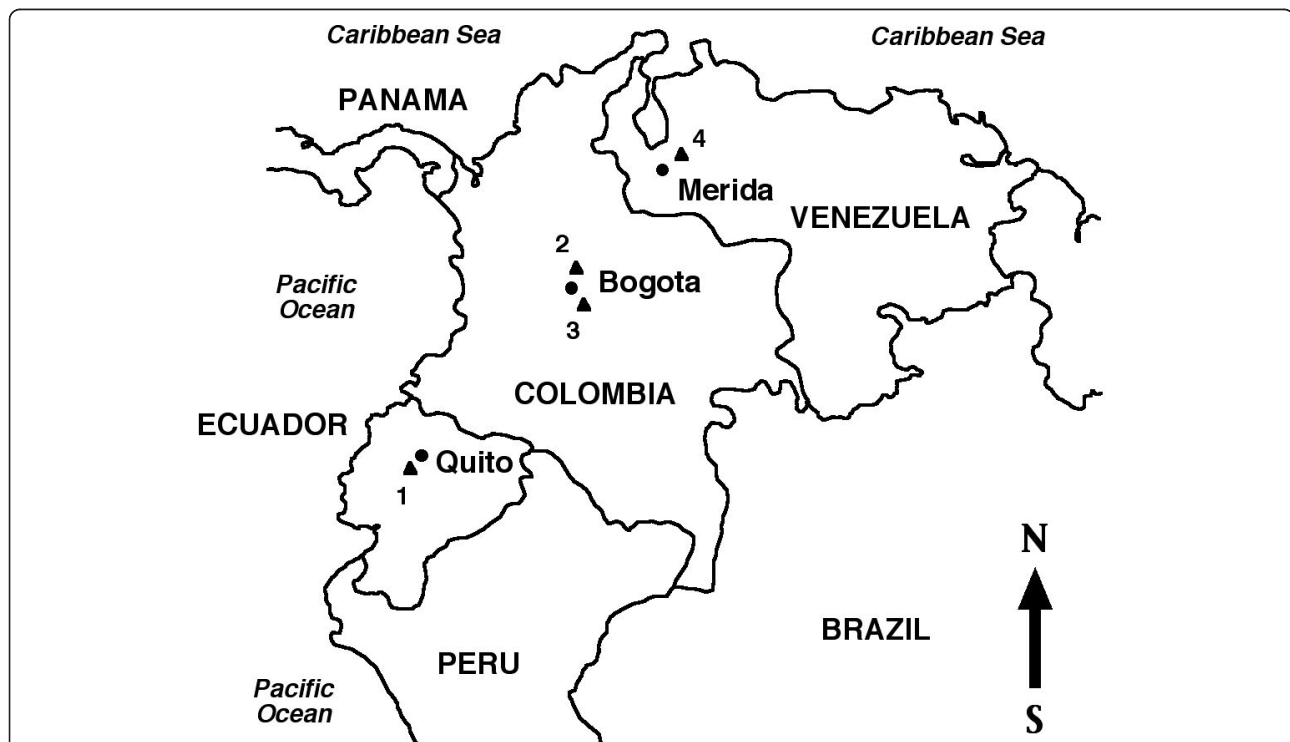 Caribbean Sea
Caribbean Sea
PANAMA
4
Merida
VENEZUELA
2
Bogota
3
Pacific
Ocean
COLOMBIA
ECUADOR
Quito
1
N
BRAZIL
PERU
Pacific
Ocean
S